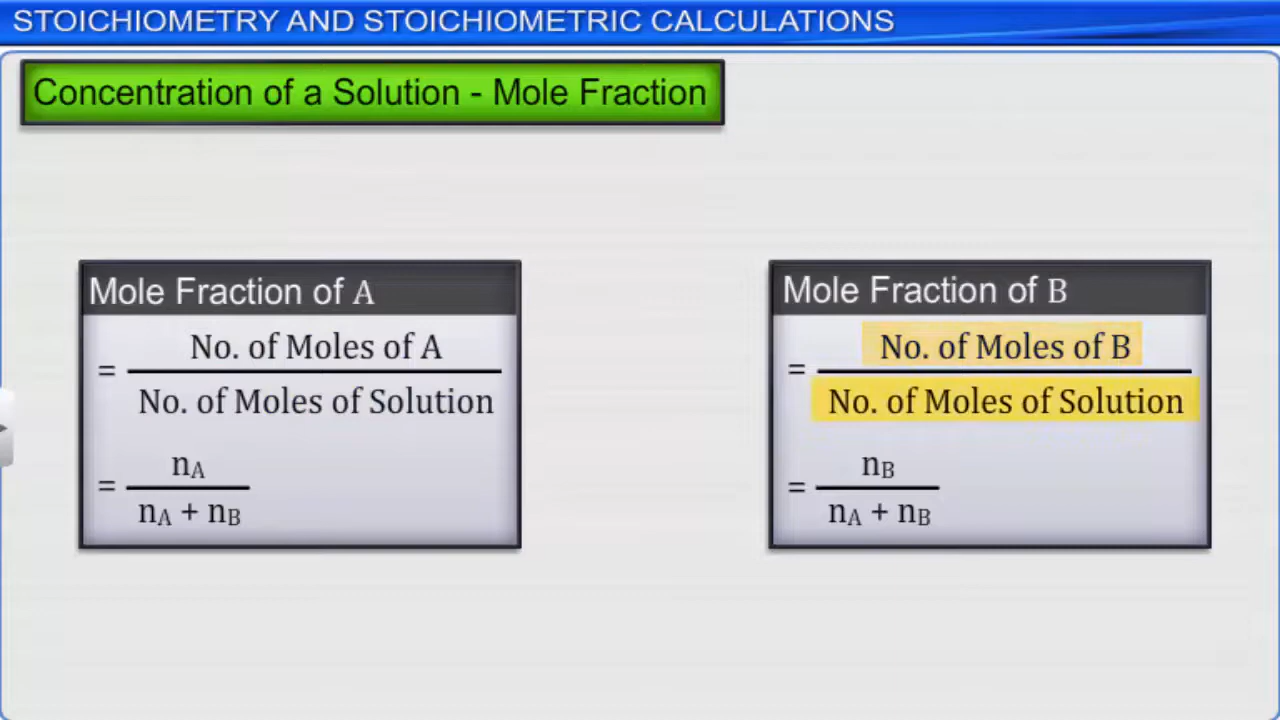 STOICHIOMETRY AND STOICHIOMETRIC CALCULATIONS
Concentration of a Solution - Mole Fraction
Mole Fraction of A
= No. of Moles of A
No. of Moles of Solution
= nA
nA + nB
Mole Fraction of B
= No. of Moles of B
No. of Moles of Solution
= nB
nA + nB